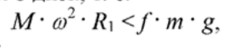 M · ω² · R₁ < f · m · g,